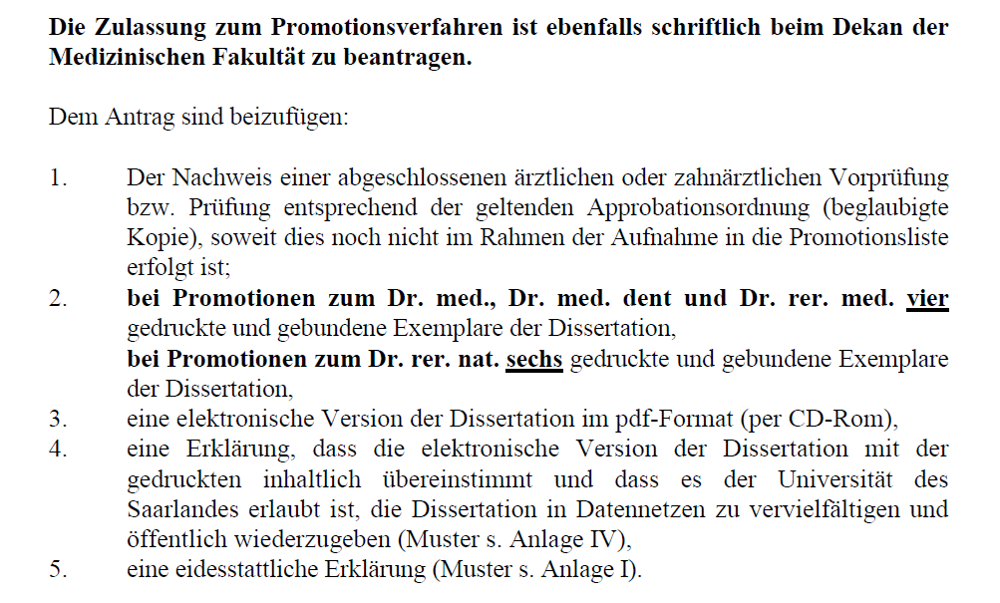 Die Zulassung zum Promotionsverfahren ist ebenfalls schriftlich beim Dekan der
Medizinischen Fakultät zu beantragen.
Dem Antrag sind beizufügen:
1. Der Nachweis einer abgeschlossenen ärztlichen oder zahnärztlichen Vorprüfung
bzw. Prüfung entsprechend der geltenden Approbationsordnung (beglaubigte
Kopie), soweit dies noch nicht im Rahmen der Aufnahme in die Promotionsliste
erfolgt ist;
2. bei Promotionen zum Dr. med., Dr. med. dent und Dr. rer. med. vier
gedruckte und gebundene Exemplare der Dissertation,
bei Promotionen zum Dr. rer. nat. sechs gedruckte und gebundene Exemplare
der Dissertation,
3. eine elektronische Version der Dissertation im pdf-Format (per CD-Rom),
4. eine Erklärung, dass die elektronische Version der Dissertation mit der
gedruckten inhaltlich übereinstimmt und dass es der Universität des
Saarlandes erlaubt ist, die Dissertation in Datennetzen zu vervielfältigen und
öffentlich wiederzugeben (Muster s. Anlage IV),
5. eine eidesstattliche Erklärung (Muster s. Anlage I).